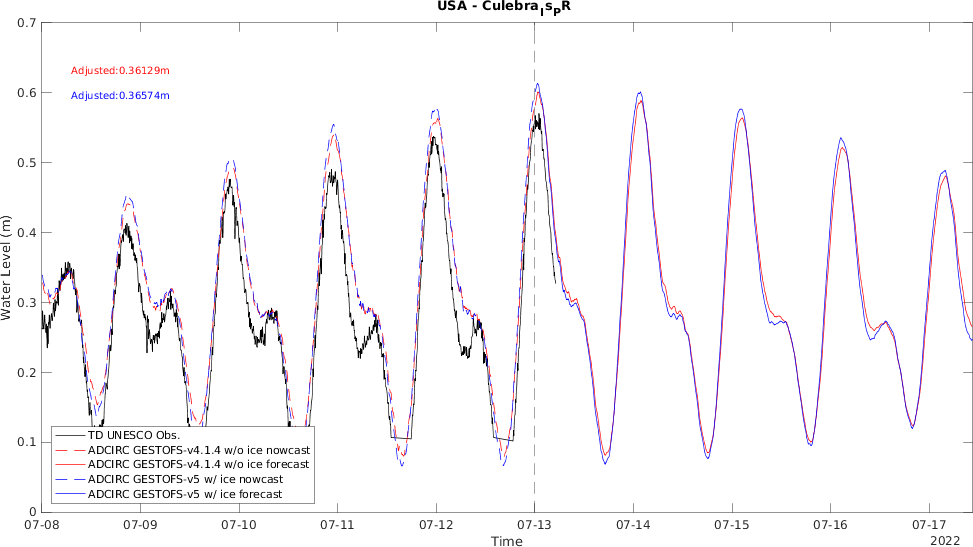 USA - CulebraIsPR
Adjusted:0.36129m
Adjusted:0.36574m
Water Level (m)
0.7
0.6
0.5
0.4
0.3
0.2
0.1
0
TD UNESCO Obs.
ADCIRC GESTOFS-v4.1.4 w/o ice nowcast
ADCIRC GESTOFS-v4.1.4 w/o ice forecast
ADCIRC GESTOFS-v5 w/ ice nowcast
ADCIRC GESTOFS-v5 w/ ice forecast
07-08 07-09 07-10 07-11 07-12 07-13 07-14 07-15 07-16 07-17
Time
2022